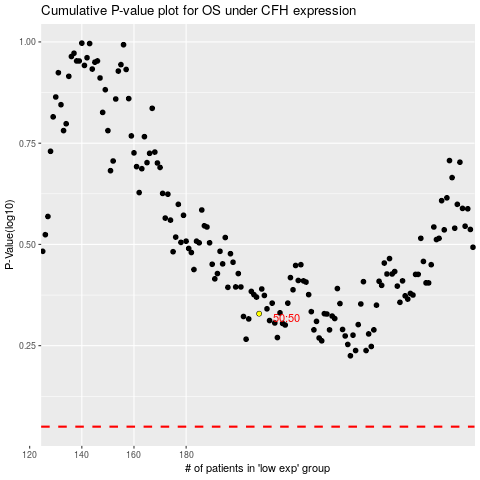 Cumulative P-value plot for OS under CFH expression
P-Value(log10)
1.00
0.75
0.50
0.25
50:50
120 140 160 180
# of patients in 'low exp' group